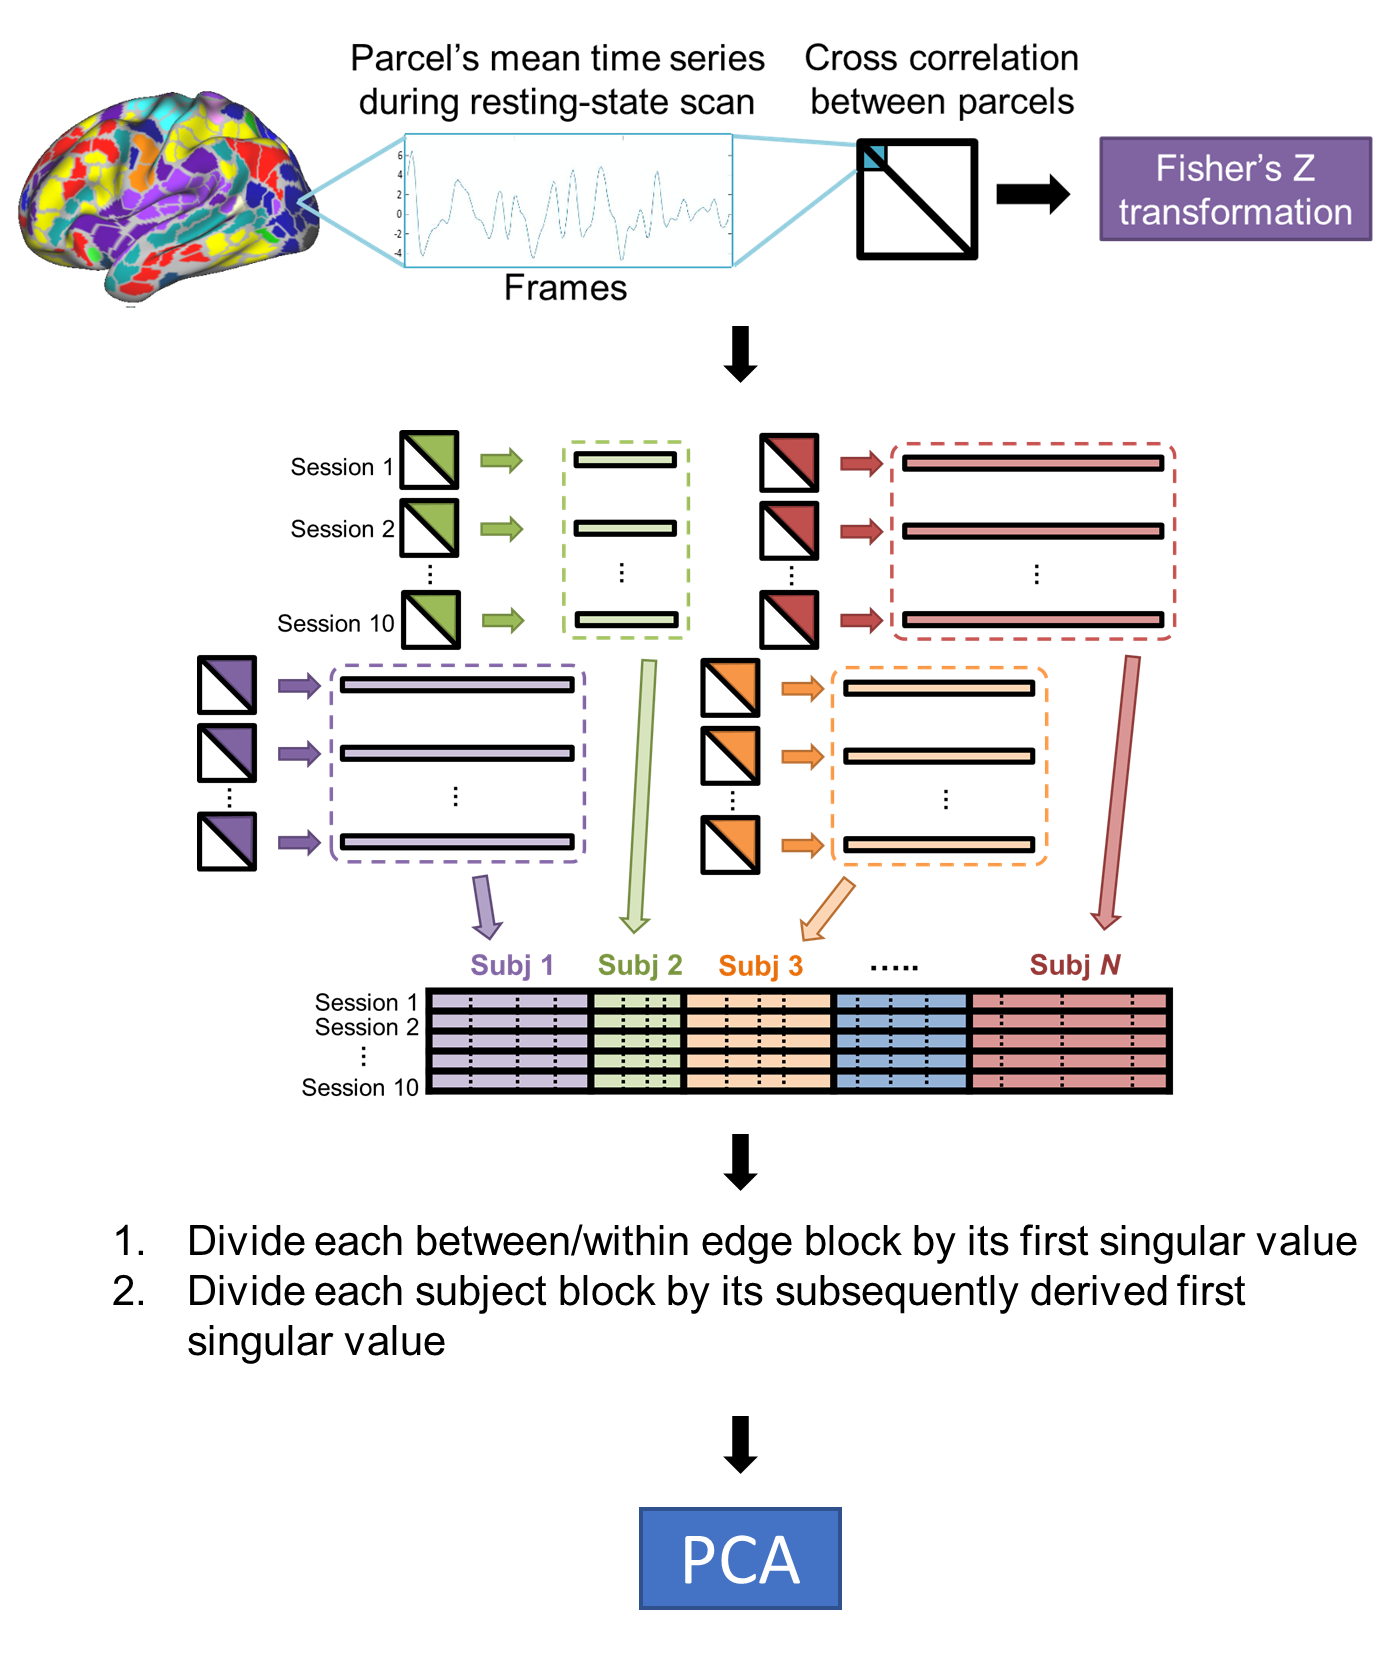 Parcel’s mean time series
during resting-state scan
Cross correlation
between parcels
Fisher’s Z
transformation
6
4
2
0
-2
-4
Frames
Session 1
Session 2
⋮
Session 10
Subj 1
Subj 2
Subj 3
.....
Subj N
Session 1
Session 2
⋮
Session 10
1. Divide each between/within edge block by its first singular value
2. Divide each subject block by its subsequently derived first
singular value
PCA